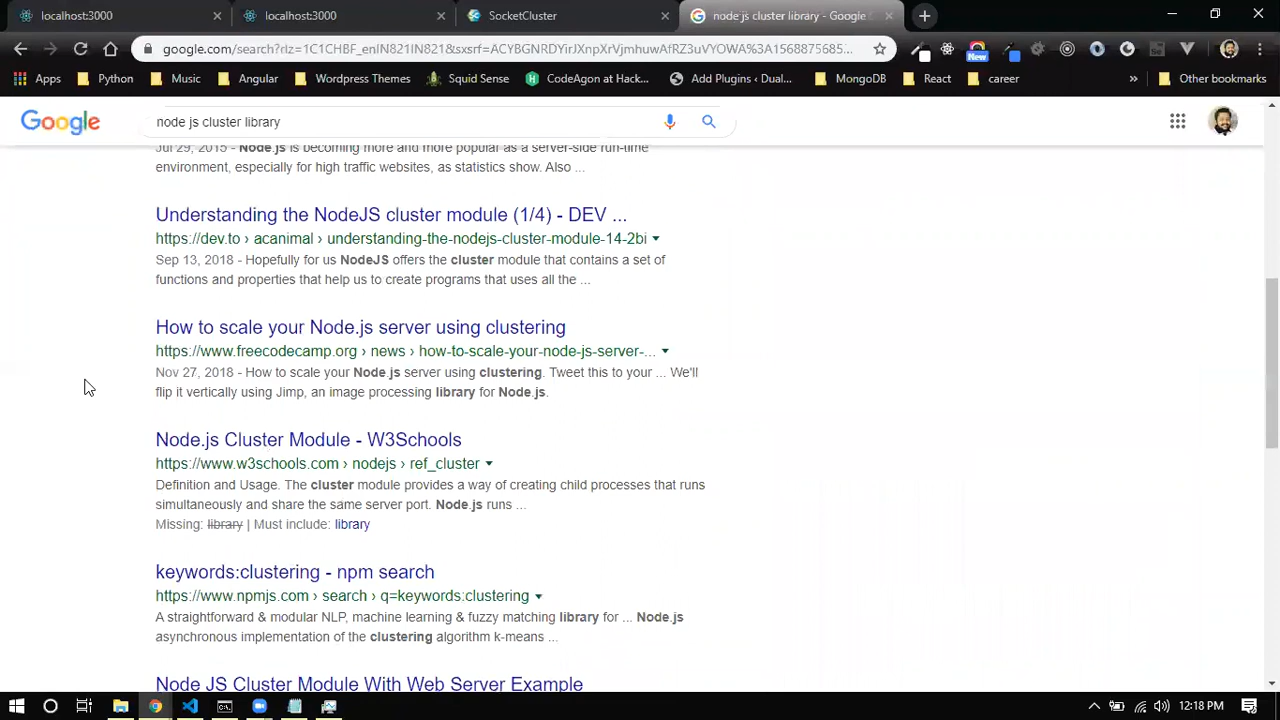 localhost:3000
localhost:3000
SocketCluster
node js cluster library - Google
google.com/search?rlz=1C1CHBF_enIN821IN821&sxsrf=ACYBGNRDYirJXnpXrVjmhuwAfRZ3uVYOWA%3A1568875685...
New
Apps
Python
Music
Angular
Wordpress Themes
Squid Sense
CodeAgon at Hack...
Add Plugins ‹ Dual...
MongoDB
React
career
»
Other bookmarks
Google
node js cluster library
Jul 29, 2015 - Node.js is becoming more and more popular as a server-side run-time
environment, especially for high traffic websites, as statistics show. Also ...
Understanding the NodeJS cluster module (1/4) - DEV ...
https://dev.to › acanimal › understanding-the-nodejs-cluster-module-14-2bi
Sep 13, 2018 - Hopefully for us NodeJS offers the cluster module that contains a set of
functions and properties that help us to create programs that uses all the ...
How to scale your Node.js server using clustering
https://www.freecodecamp.org › news › how-to-scale-your-node-js-server-...
Nov 27, 2018 - How to scale your Node.js server using clustering. Tweet this to your ... We'll
flip it vertically using Jimp, an image processing library for Node.js.
Node.js Cluster Module - W3Schools
https://www.w3schools.com › nodejs › ref_cluster
Definition and Usage. The cluster module provides a way of creating child processes that runs
simultaneously and share the same server port. Node.js runs ...
Missing: library | Must include: library
keywords:clustering - npm search
https://www.npmjs.com › search › q=keywords:clustering
A straightforward & modular NLP, machine learning & fuzzy matching library for ... Node.js
asynchronous implementation of the clustering algorithm k-means ...
Node JS Cluster Module With Web Server Example
12:18 PM